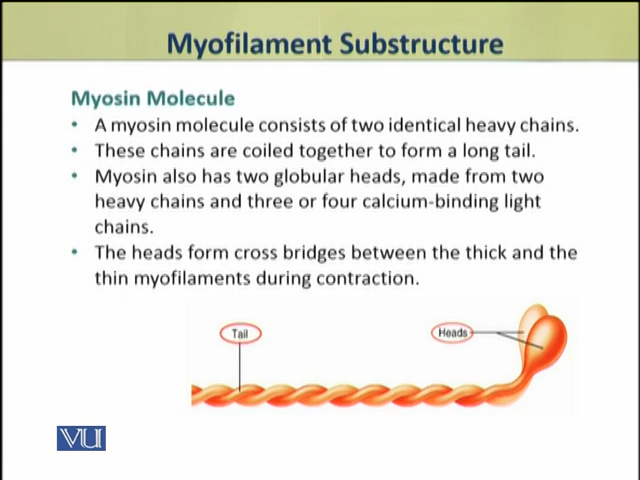 Myofilament Substructure
Myosin Molecule
• A myosin molecule consists of two identical heavy chains.
• These chains are coiled together to form a long tail.
• Myosin also has two globular heads, made from two
heavy chains and three or four calcium-binding light
chains.
• The heads form cross bridges between the thick and the
thin myofilaments during contraction.
Tail
Heads
VU